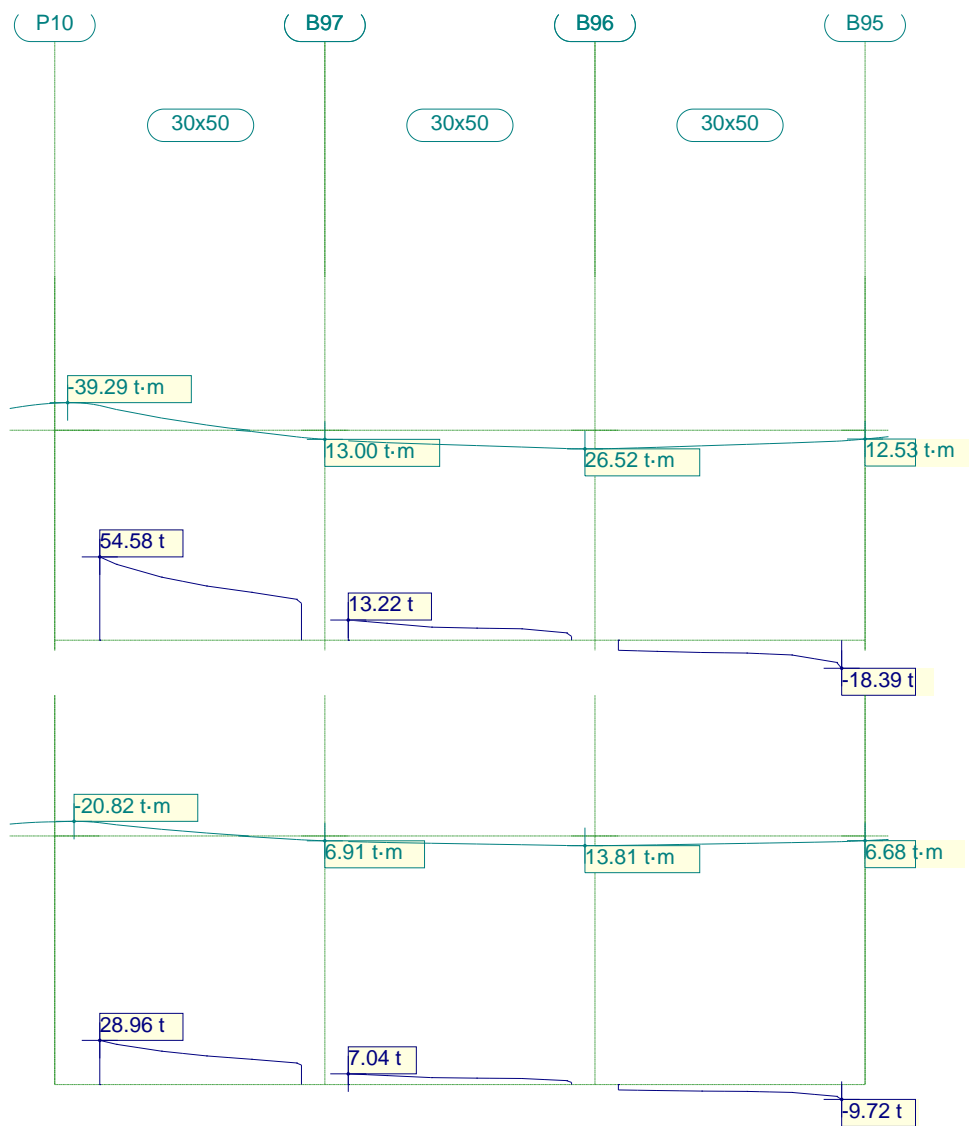 P10 B97 B96 B95
30x50 30x50 30x50
-39.29 t·m
13.00 t·m 26.52 t·m 12.53 t·m
54.58 t
13.22 t
-18.39 t
-20.82 t·m
6.91 t·m 13.81 t·m 6.68 t·m
28.96 t
7.04 t
-9.72 t